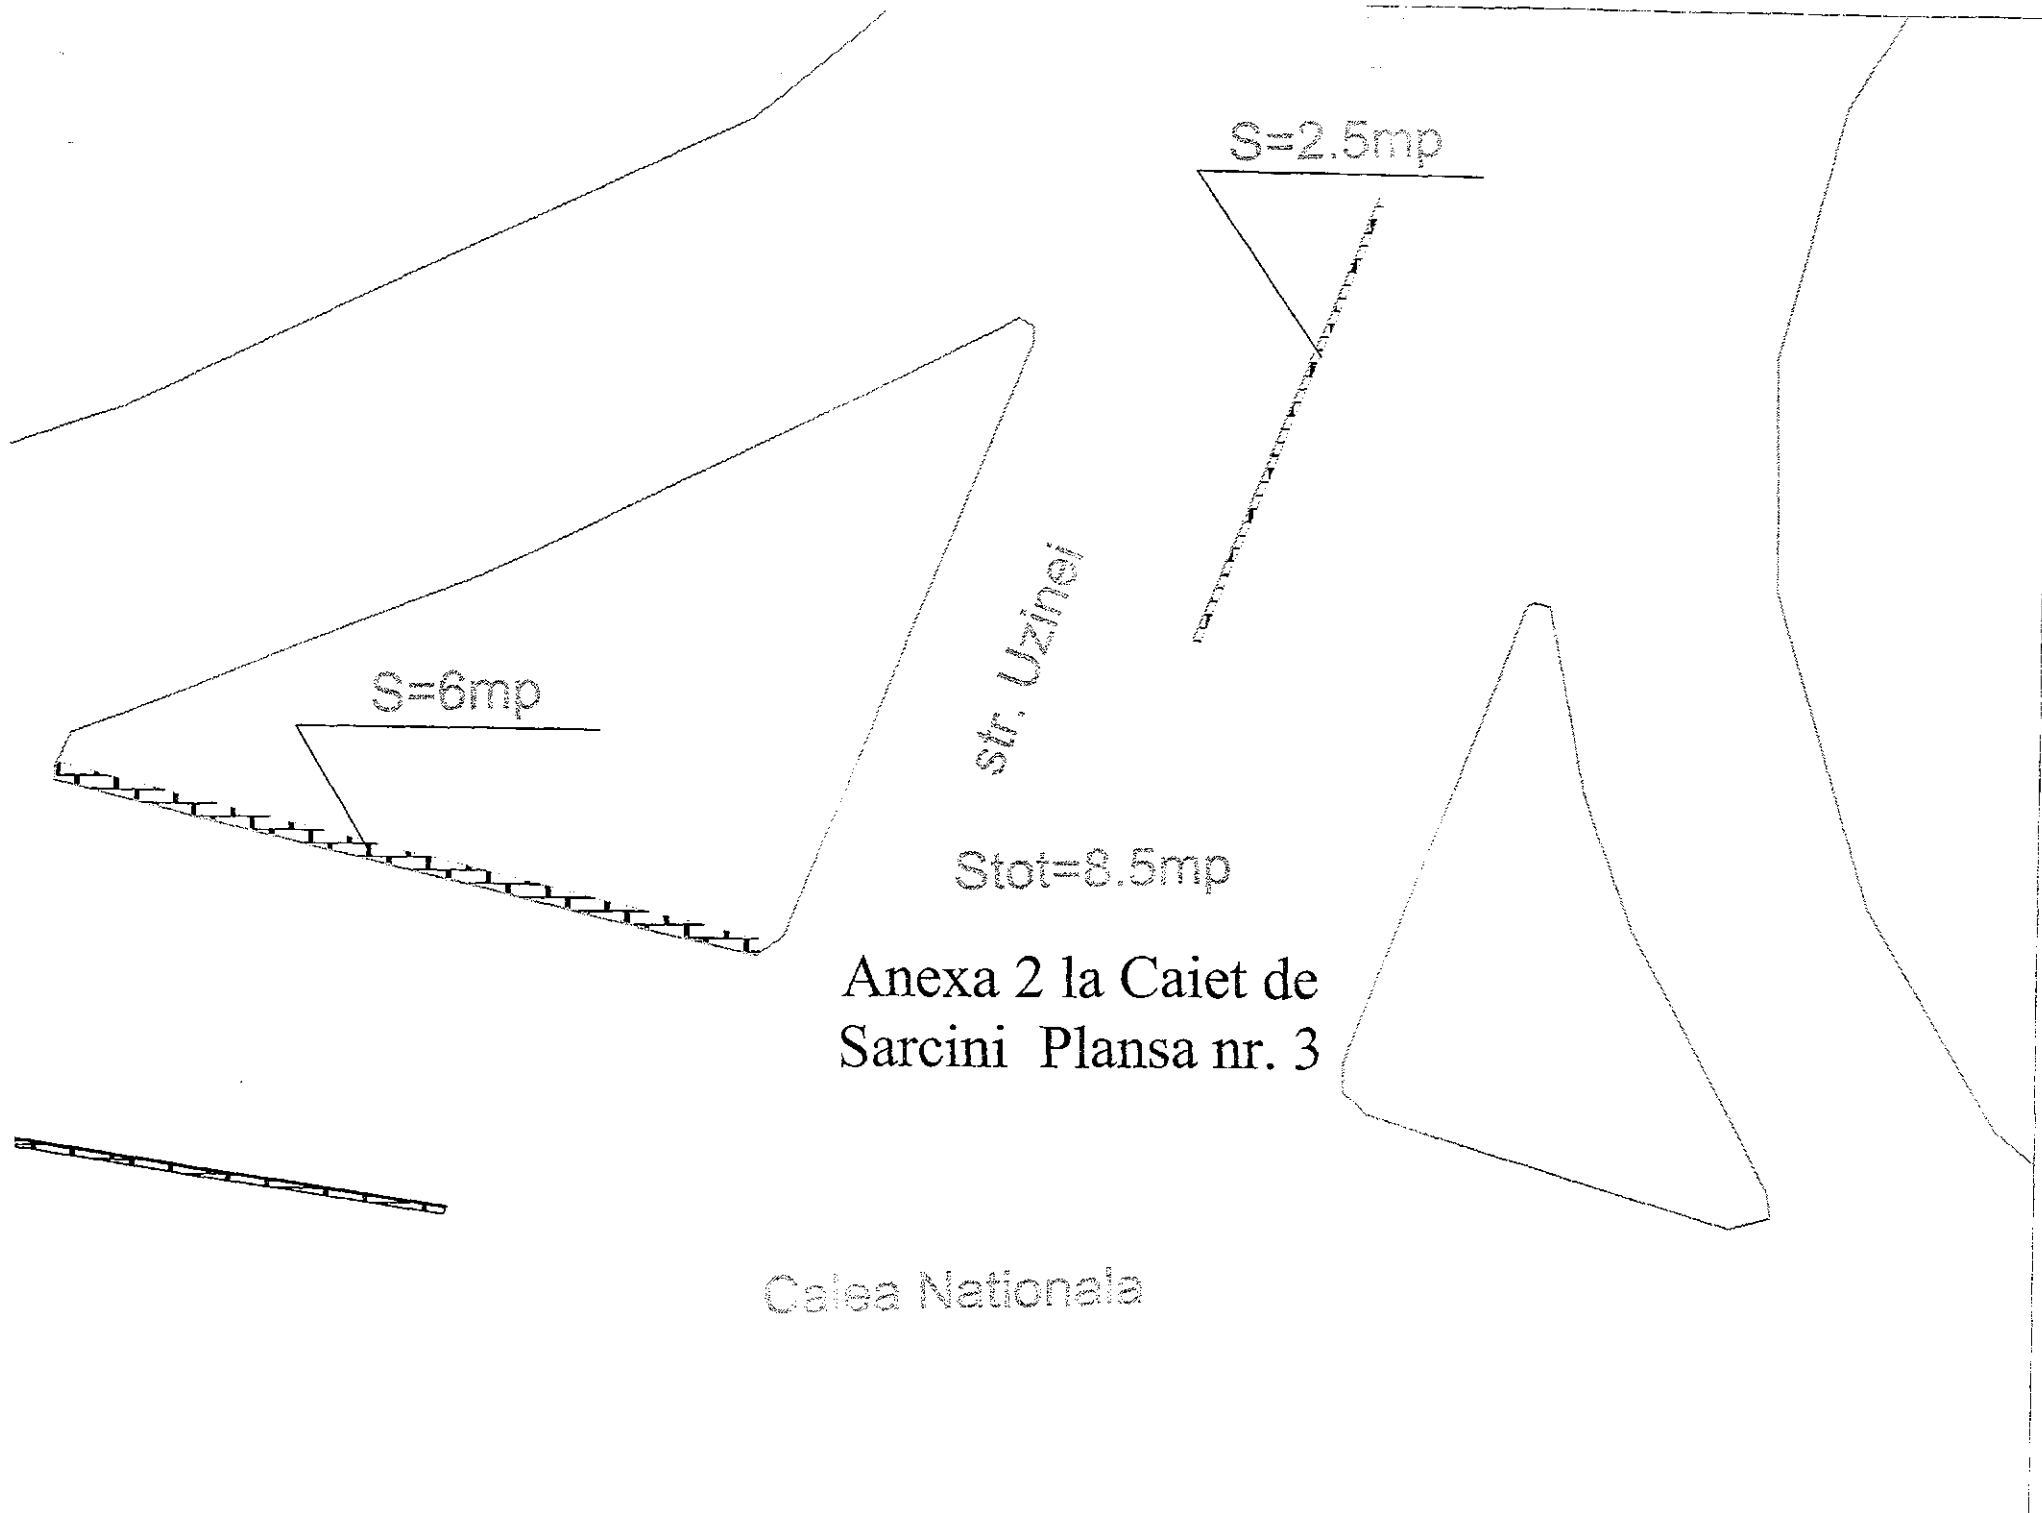 S=2.5mp
str. Uzinei
S=6mp
Stot=8.5mp
Anexa 2 la Caiet de
Sarcini Plansa nr. 3
Calea Nationala